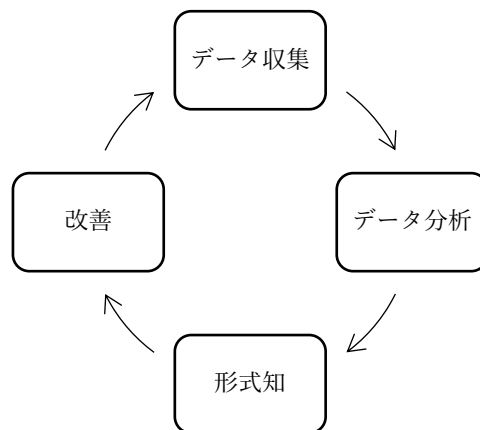 データ収集
データ分析
形式知
改善